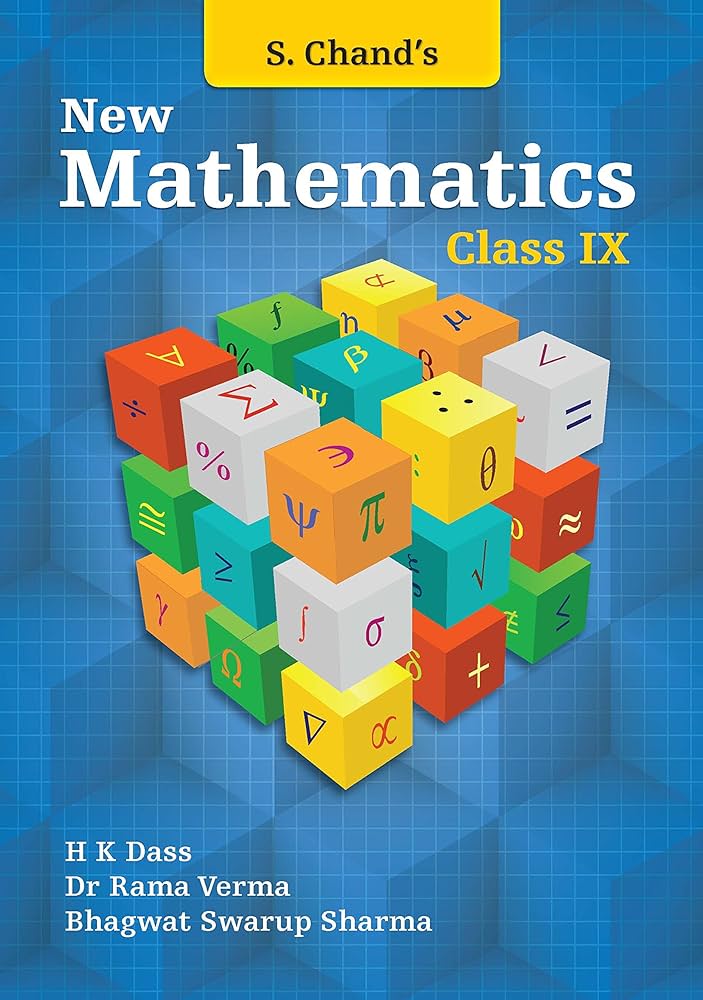 S. Chand's
New
Mathematics
Class IX
¢
f
h
μ
%
β
β
∀
÷
Ψ
<
=
Σ
%
∴
θ
϶
ψ
π
≅
≥
√
≈
γ
∫
σ
≠
≤
Ω
δ
+
∇
∝
H K Dass
Dr Rama Verma
Bhagwat Swarup Sharma